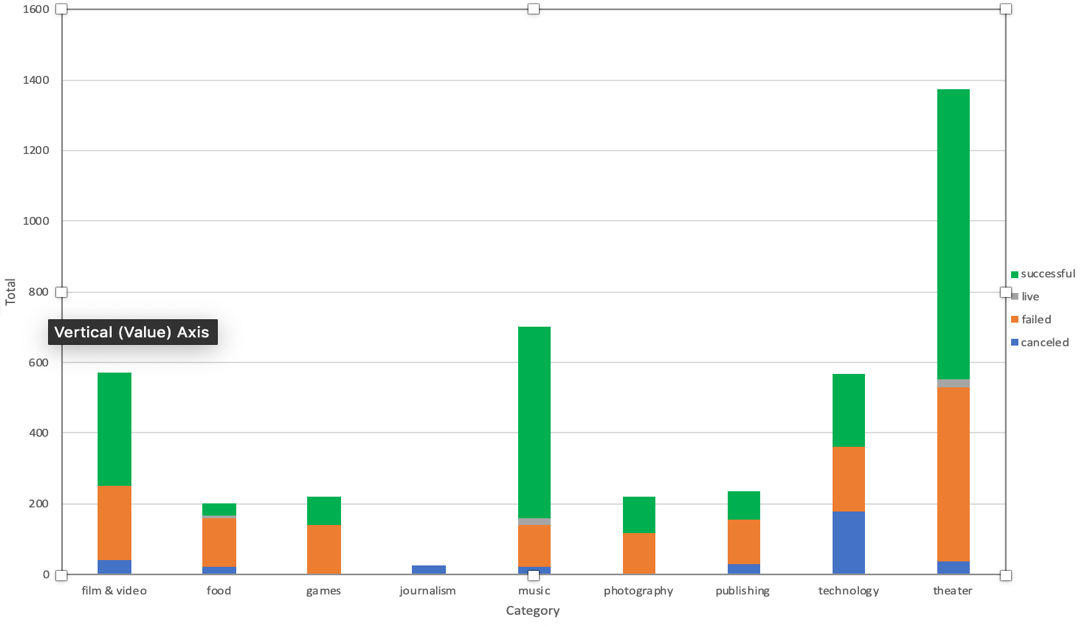 1600
1400
1200
1000
800
600
400
200
0
Total
Vertical (Value) Axis
successful
live
failed
canceled
film & video
food
games
journalism
music
photography
publishing
technology
theater
Category